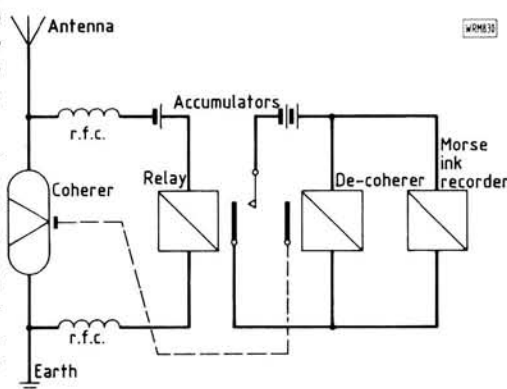 Antenna
WRM830
Accumulators
r.f.c.
Morse
ink
recorder
Coherer
Relay
De-coherer
r.f.c.
Earth